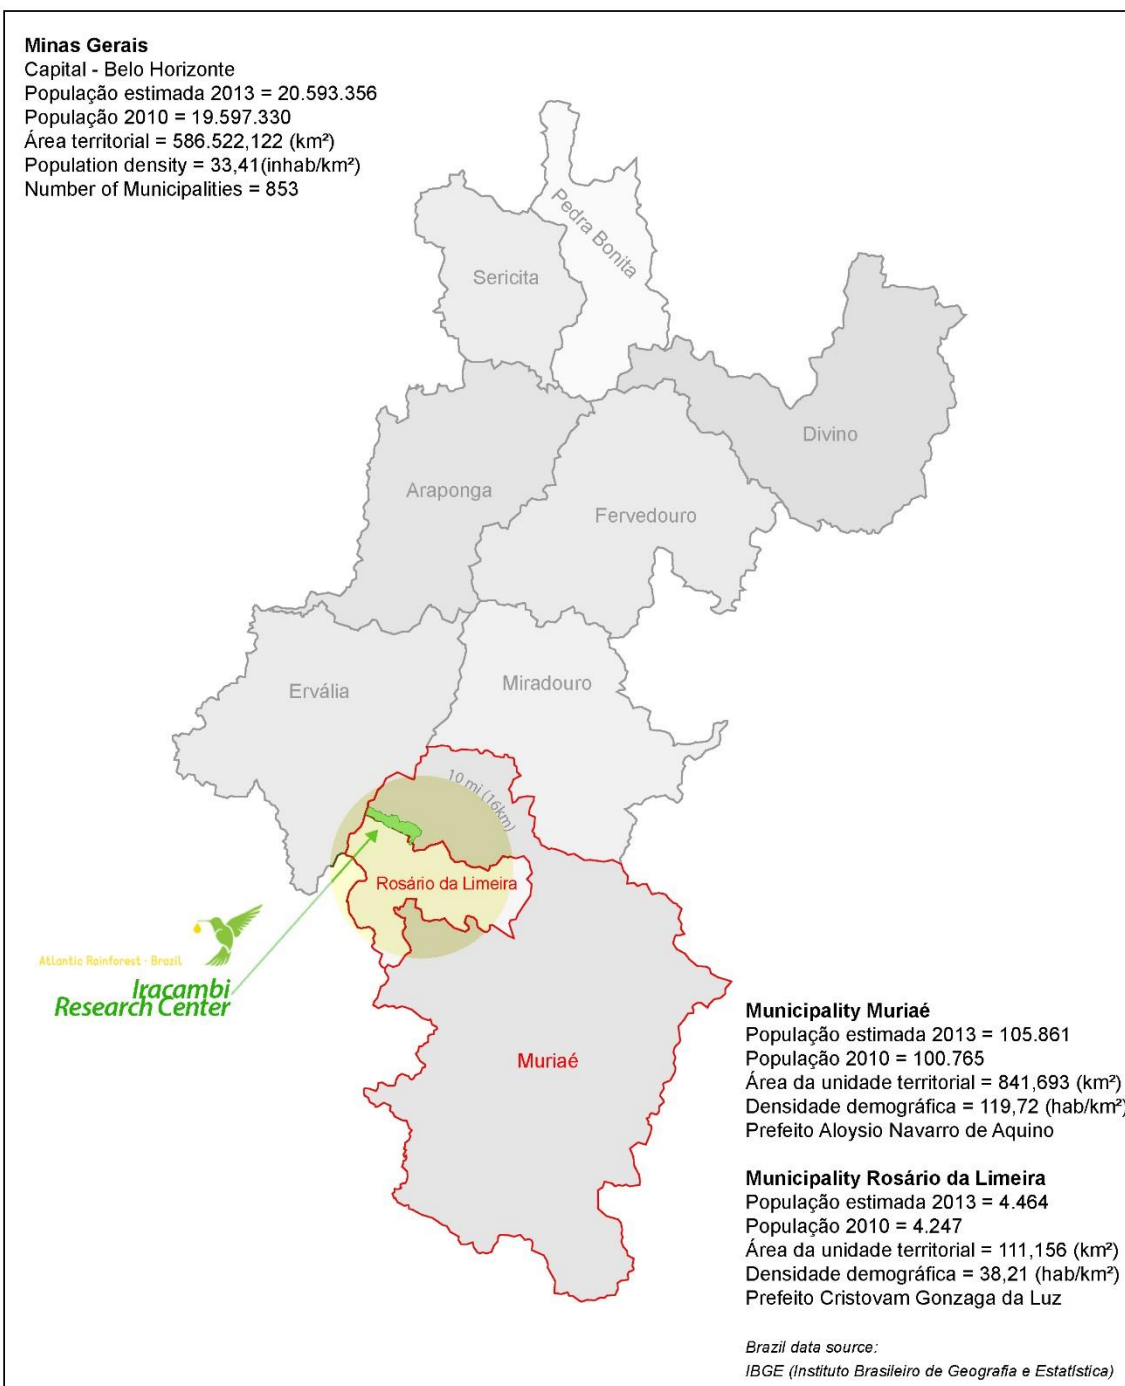 Minas Gerais
Capital - Belo Horizonte
População estimada 2013 = 20.593.356
População 2010 = 19.597.330
Área territorial = 586.522,122 (km²)
Population density = 33,41(inhab/km²)
Number of Municipalities = 853
Pedra Bonita
Sericita
Divino
Araponga
Fervedouro
Ervália
Miradouro
10 mi (16km)
Rosário da Limeira
Atlantic Rainforest - Brazil
Iracambi
Research Center
Muriaé
Municipality Muriaé
População estimada 2013 = 105.861
População 2010 = 100.765
Área da unidade territorial = 841,693 (km²)
Densidade demográfica = 119,72 (hab/km²)
Prefeito Aloysio Navarro de Aquino
Municipality Rosário da Limeira
População estimada 2013 = 4.464
População 2010 = 4.247
Área da unidade territorial = 111,156 (km²)
Densidade demográfica = 38,21 (hab/km²)
Prefeito Cristovam Gonzaga da Luz
Brazil data source:
IBGE (Instituto Brasileiro de Geografia e Estatística)